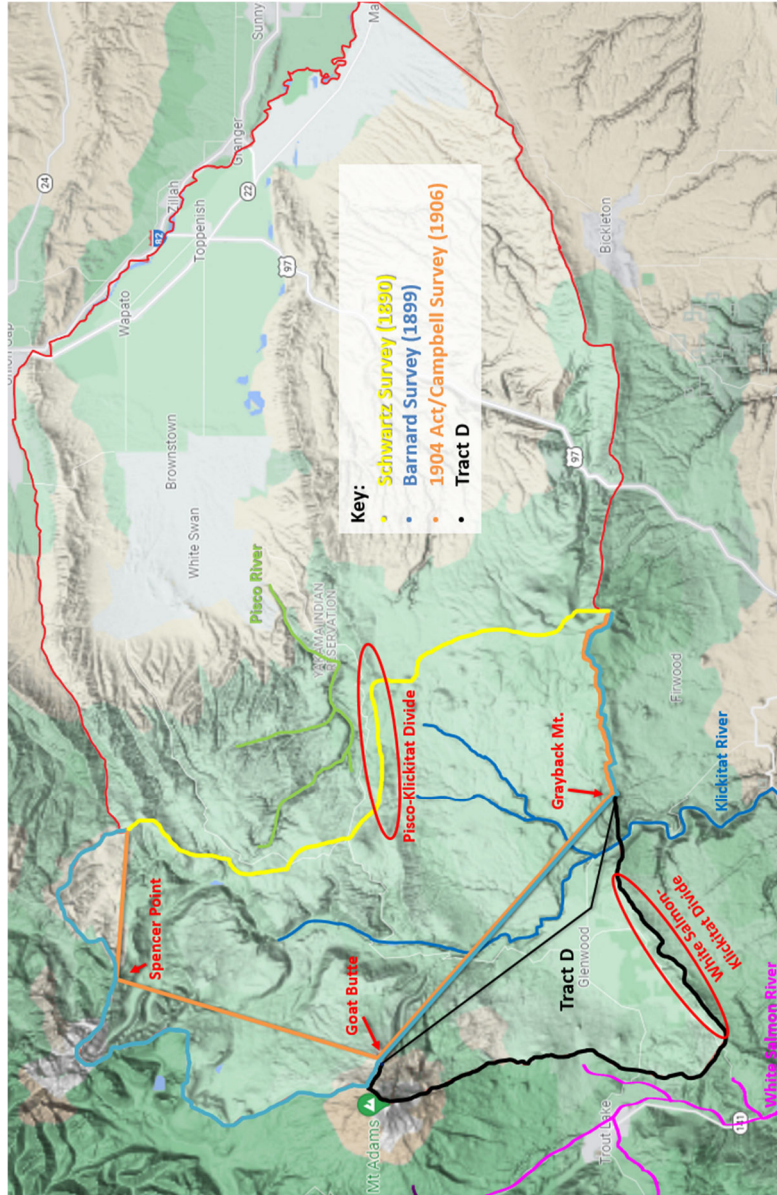 24
Sunny
Ma
Granger
22
Zillah
82
Toppenish
97
Wapato
Bickleton
Key:
• Schwartz Survey (1890)
• Barnard Survey (1899)
• 1904 Act/Campbell Survey (1906)
• Tract D
Brownstown
White Swan
97
Pisco River
YAKAMA INDIAN
RESERVATION
Pisco-Klickitat Divide
Firwood
Grayback Mt.
Klickitat River
Spencer Point
White Salmon-
Klickitat Divide
Tract D
Glenwood
Goat Butte
Mt Adams
Trout Lake
141
White Salmon River